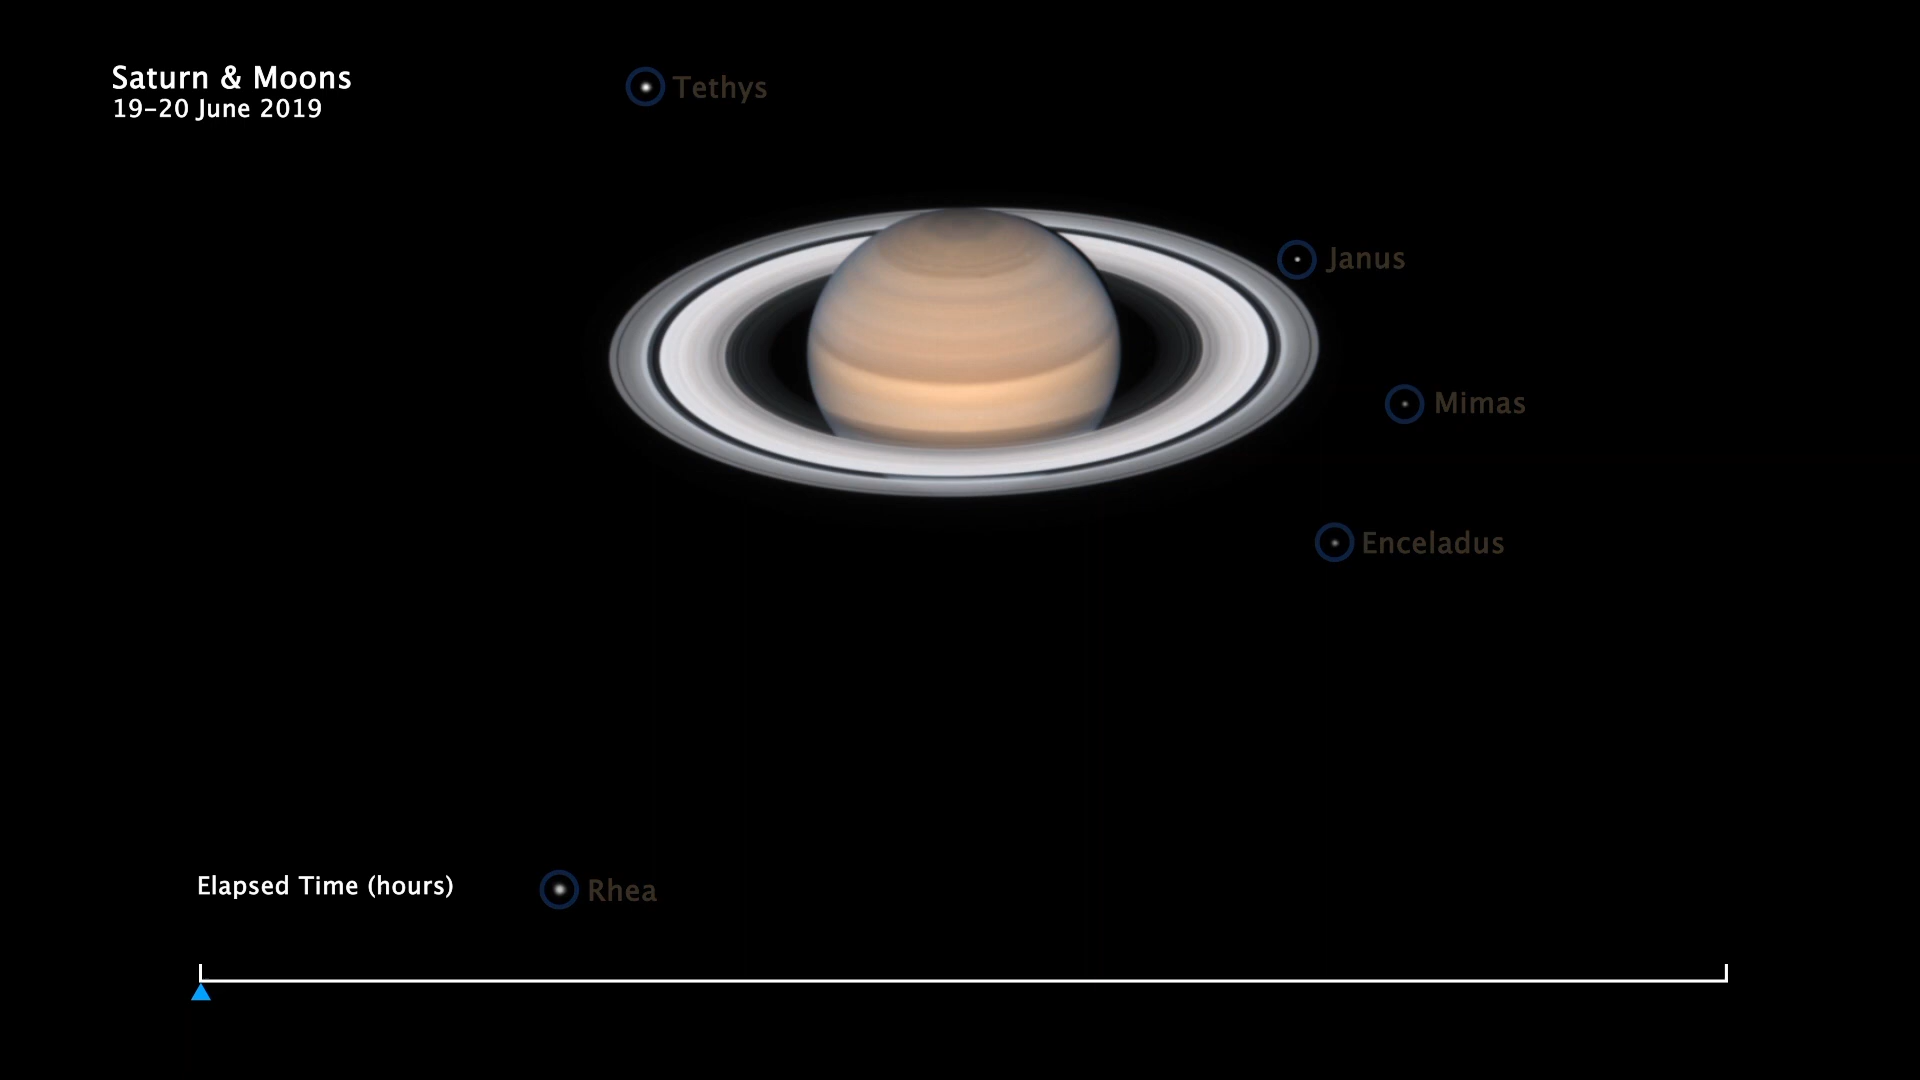 Saturn & Moons
19-20 June 2019
Tethys
Janus
Mimas
Enceladus
Elapsed Time (hours)
Rhea